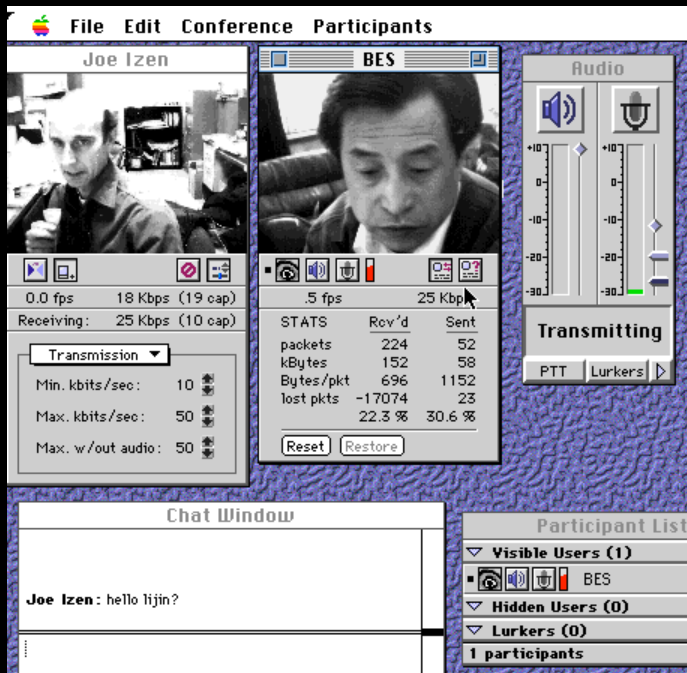 File Edit Conference Participants
Joe Izen
0.0 fps 18 Kbps (19 cap)
Receiving: 25 Kbps (10 cap)
Transmission
Min. kbits/sec: 10
Max. kbits/sec: 50
Max. w/out audio: 50
BES
.5 fps 25 Kbps
STATS Rcv'd Sent
packets 224 52
kBytes 152 58
Bytes/pkt 696 1152
lost pkts -17074 23
22.3 % 30.6 %
Reset Restore
Audio
+10 +10
0 0
-10 -10
-20 -20
-30 -30
Transmitting
PTT Lurkers
Chat Window
Joe Izen: hello lijin?
Participant List
Visible Users (1)
BES
Hidden Users (0)
Lurkers (0)
1 participants